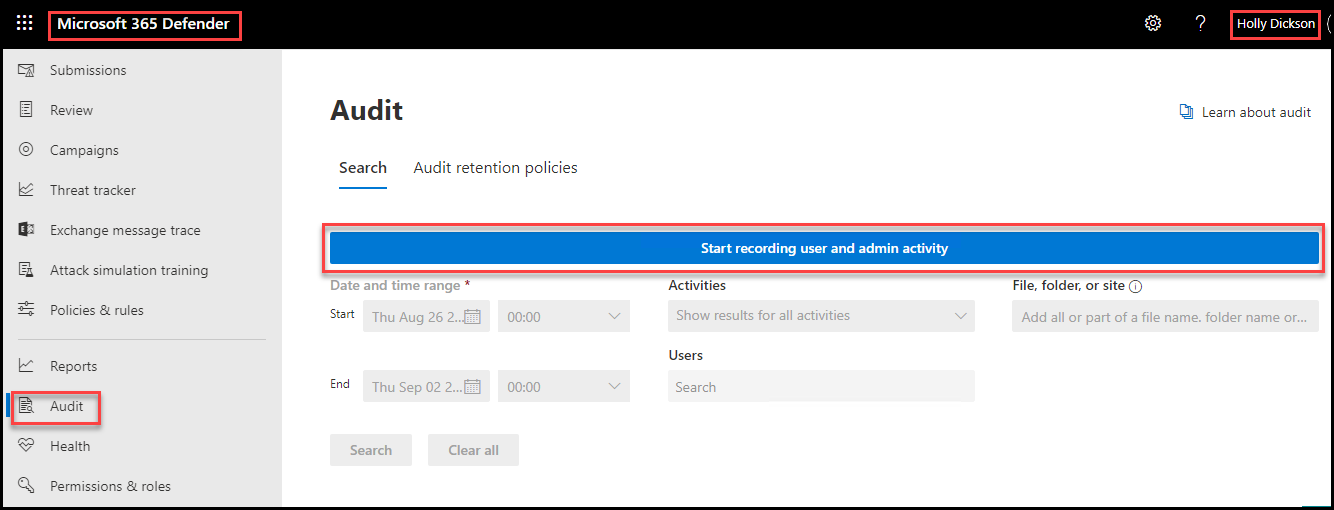 Microsoft 365 Defender
? Holly Dickson
Submissions
Review
Campaigns
Threat tracker
Exchange message trace
Attack simulation training
Policies & rules
Reports
Audit
Health
Permissions & roles
Audit
Learn about audit
Search Audit retention policies
Start recording user and admin activity
Date and time range * Activities File, folder, or site
Start Thu Aug 26 2... 00:00 Show results for all activities Add all or part of a file name. folder name or...
Users
End Thu Sep 02 2... 00:00 Search
Search Clear all